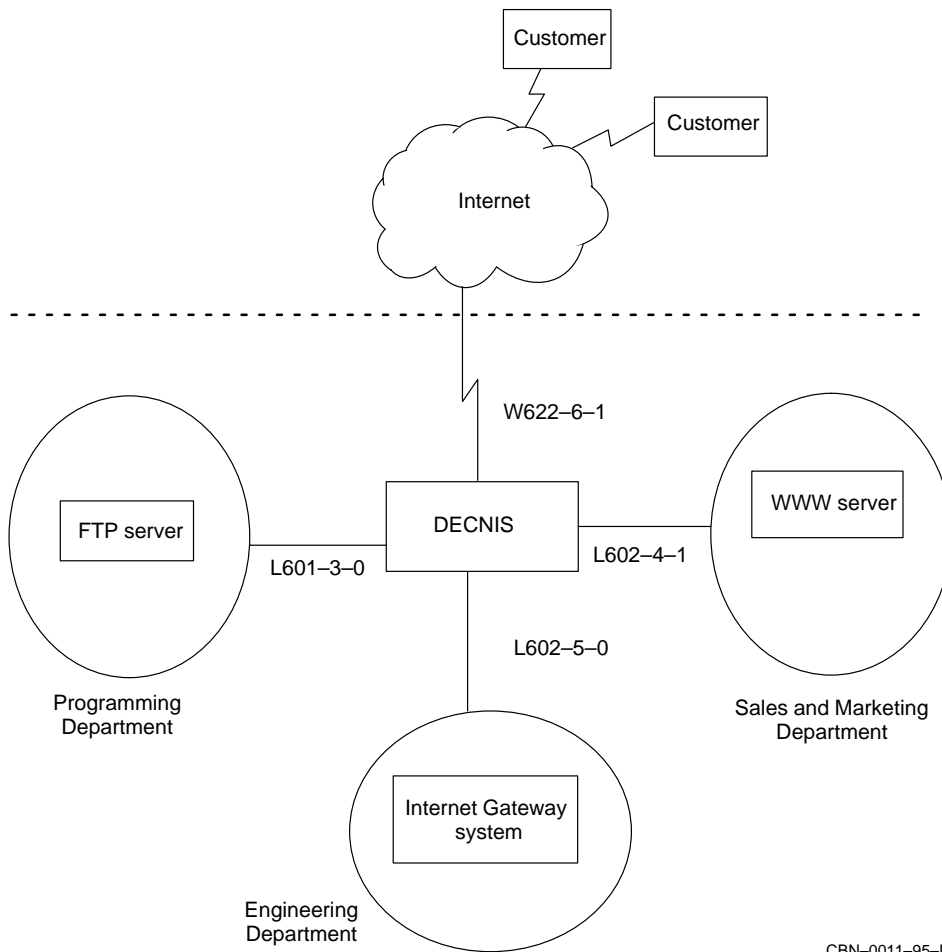 Customer
Customer
Internet
W622–6–1
FTP server
DECNIS
WWW server
L601–3–0
L602–4–1
L602–5–0
Programming
Department
Sales and Marketing
Department
Internet Gateway
system
Engineering
Department